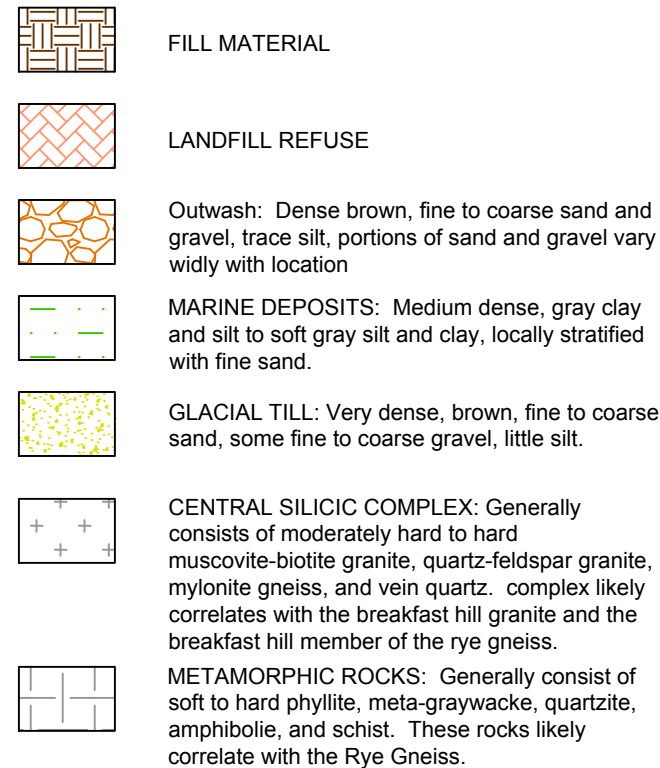 FILL MATERIAL
LANDFILL REFUSE
Outwash: Dense brown, fine to coarse sand and
gravel, trace silt, portions of sand and gravel vary
widly with location
MARINE DEPOSITS: Medium dense, gray clay
and silt to soft gray silt and clay, locally stratified
with fine sand.
GLACIAL TILL: Very dense, brown, fine to coarse
sand, some fine to coarse gravel, little silt.
CENTRAL SILICIC COMPLEX: Generally
consists of moderately hard to hard
muscovite-biotite granite, quartz-feldspar granite,
mylonite gneiss, and vein quartz. complex likely
correlates with the breakfast hill granite and the
breakfast hill member of the rye gneiss.
METAMORPHIC ROCKS: Generally consist of
soft to hard phyllite, meta-graywacke, quartzite,
amphibolie, and schist. These rocks likely
correlate with the Rye Gneiss.